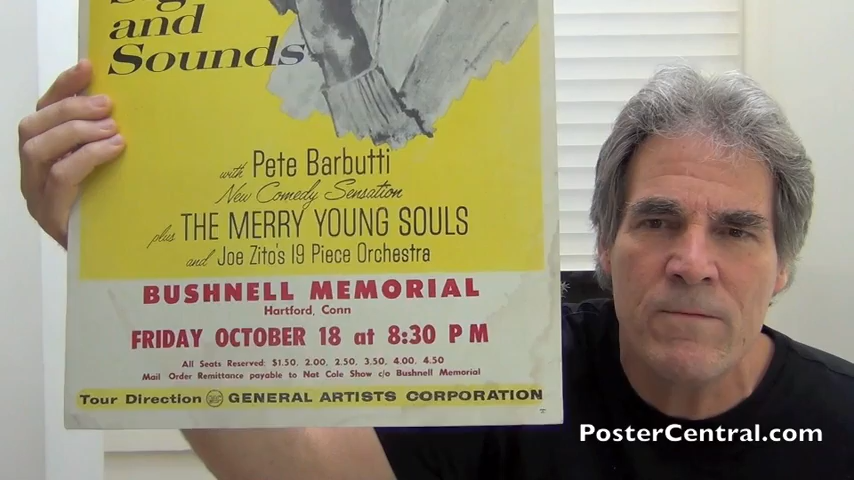 Sig
and
Sounds
with Pete Barbutti
New Comedy Sensation
plus THE MERRY YOUNG SOULS
and Joe Zito's 19 Piece Orchestra
BUSHNELL MEMORIAL
Hartford, Conn
FRIDAY OCTOBER 18 at 8:30 PM
All Seats Reserved: $1.50, 2.00, 2.50, 3.50, 4.00, 4.50
Mail Order Remittance payable to Nat Cole Show c/o Bushnell Memorial
Tour Direction GENERAL ARTISTS CORPORATION
PosterCentral.com